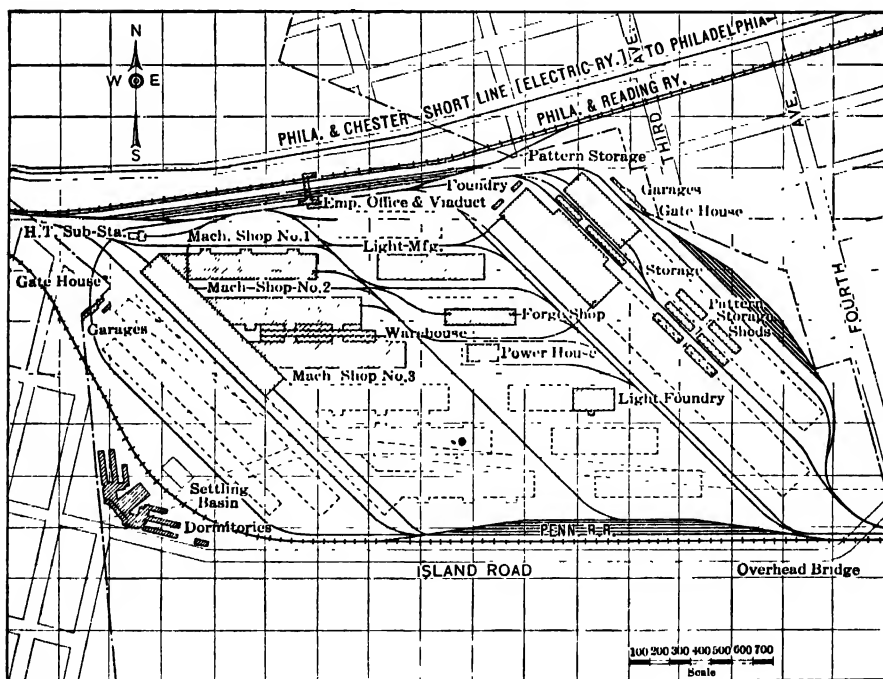 N
W E
S
PHILA. & CHESTER SHORT LINE [ELECTRIC RY.] TO PHILADELPHIA
PHILA. & READING RY.
THIRD AVE.
AVE.
FOURTH
Pattern Storage
Foundry
Garages
Emp. Office & Viaduct
Gate House
H.T. Sub-Sta.
Mach. Shop No.1
Light Mfg.
Storage
Gate House
Mach. Shop No.2
Pattern
Storage
Sheds
Garages
Forge Shop
Warehouse
Power House
Mach. Shop No.3
Light Foundry
Settling
Basin
Dormitories
PENN. R.R.
ISLAND ROAD
Overhead Bridge
100 200 300 400 500 600 700
Scale